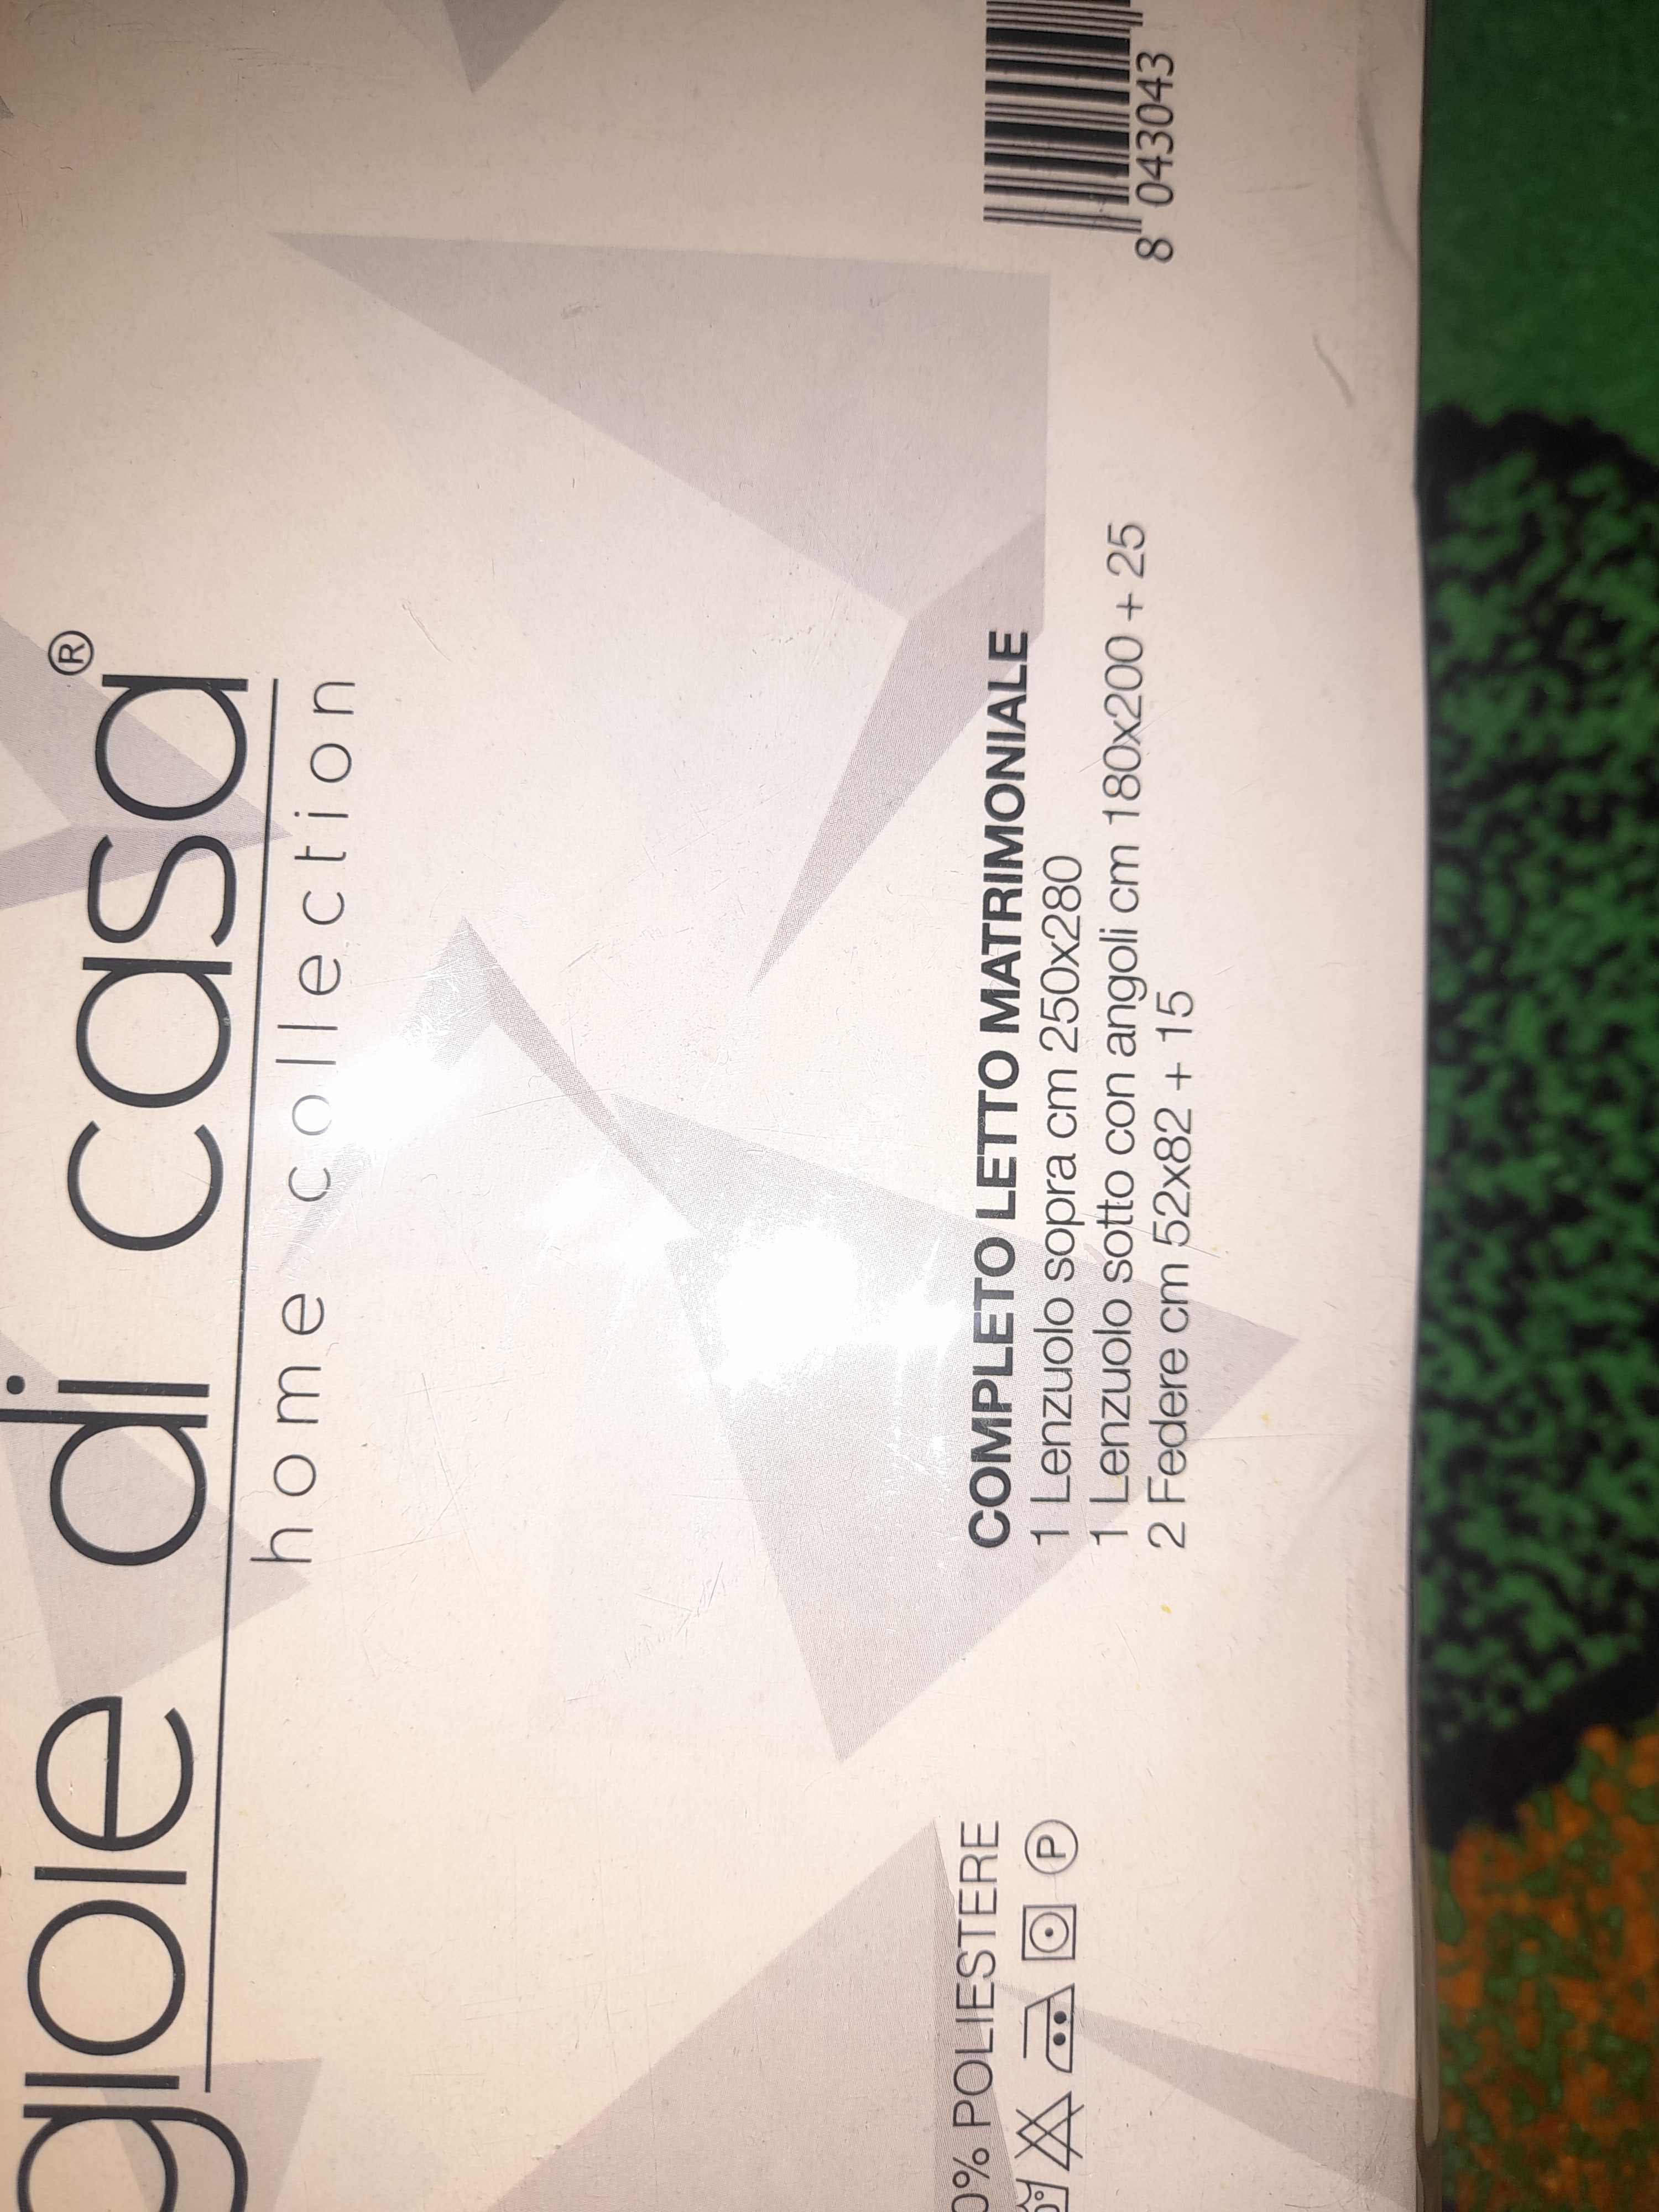 gioie di casa®
home collection
COMPLETO LETTO MATRIMONIALE
1 Lenzuolo sopra cm 250x280
1 Lenzuolo sotto con angoli cm 180x200 + 25
2 Federe cm 52x82 + 15
0% POLIESTERE
P
8 043043